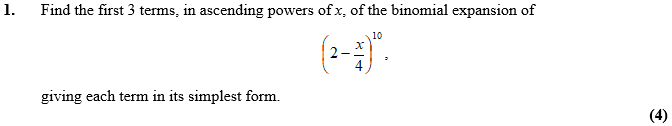 1. Find the first 3 terms, in ascending powers of x, of the binomial expansion of
(2 − x/4)^10,
giving each term in its simplest form.
(4)